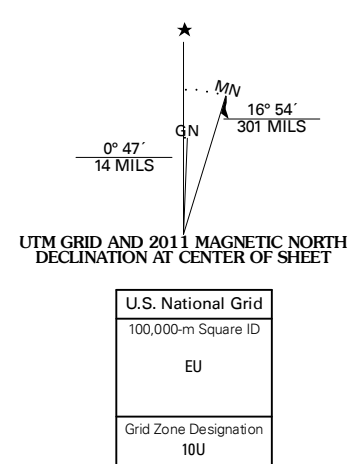 ★
MN
16° 54´
GN
301 MILS
0° 47´
14 MILS
UTM GRID AND 2011 MAGNETIC NORTH
DECLINATION AT CENTER OF SHEET
U.S. National Grid
100,000-m Square ID
EU
Grid Zone Designation
10U